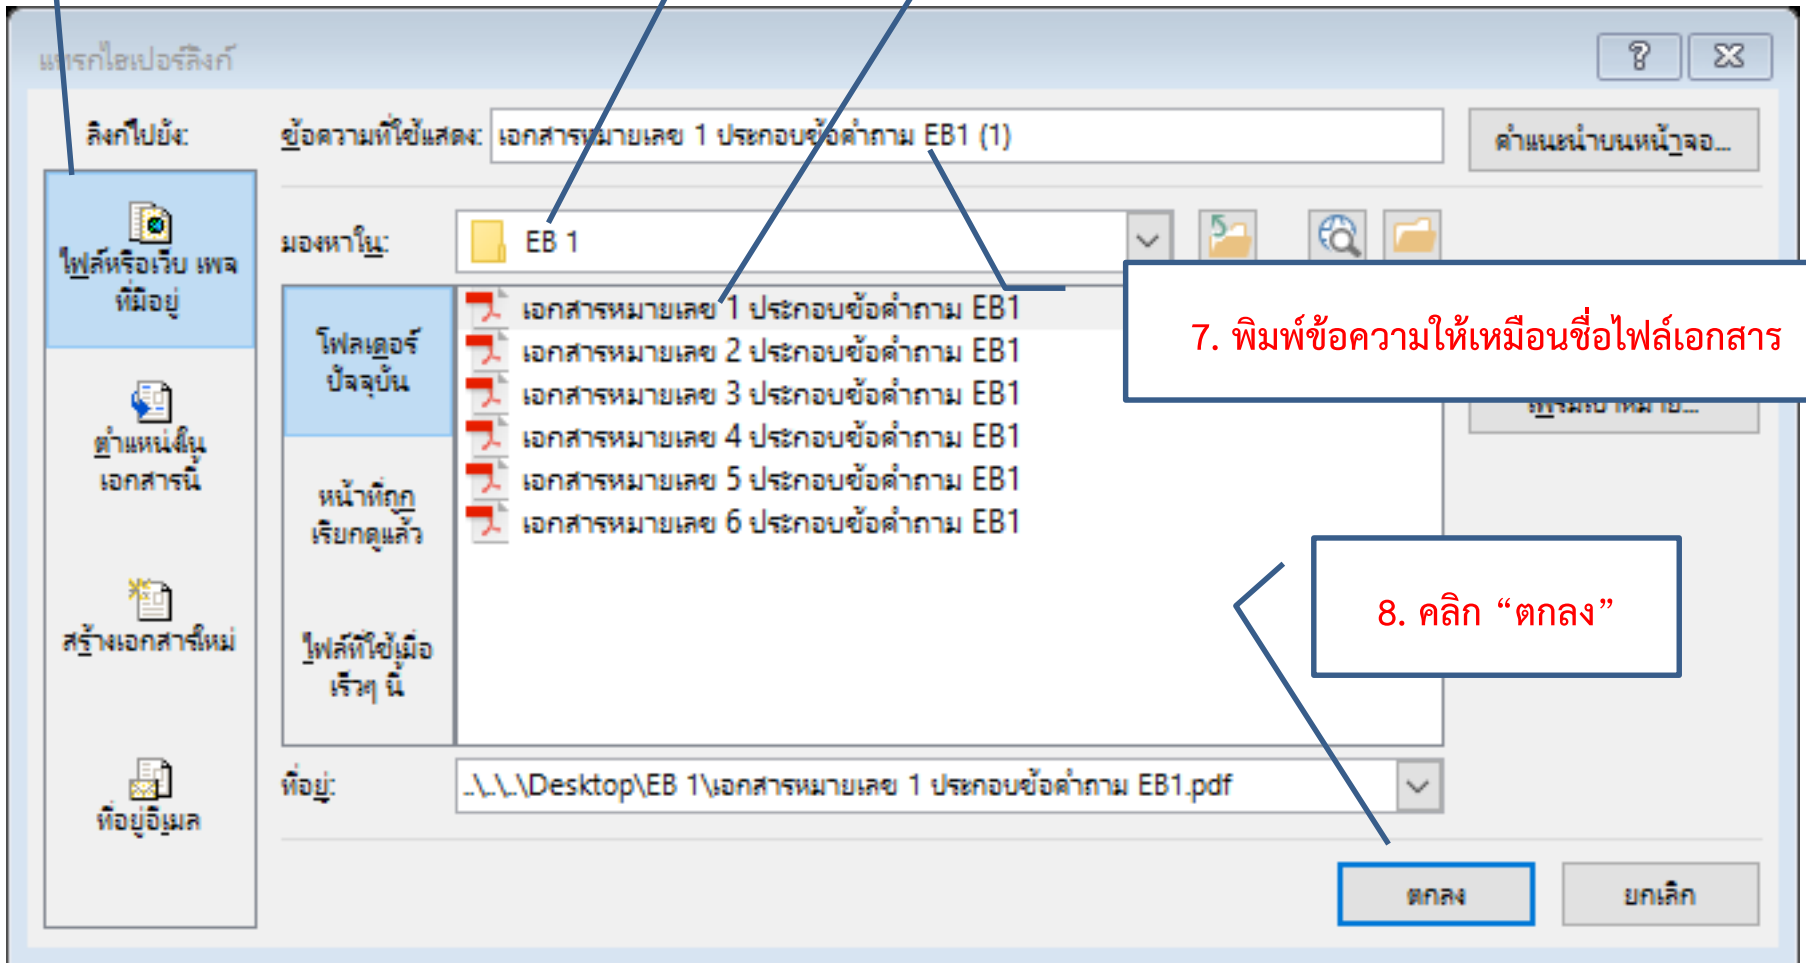 แทรกไฮเปอร์ลิงก์
ลิงก์ไปยัง:
ข้อความที่ใช้แสดง:
เอกสารหมายเลข 1 ประกอบข้อคำถาม EB1 (1)
คำแนะนำบนหน้าจอ...
ไฟล์หรือเว็บ เพจ
ที่มีอยู่
มองหาใน:
EB 1
7. พิมพ์ข้อความให้เหมือนชื่อไฟล์เอกสาร
โฟลเดอร์
ปัจจุบัน
เอกสารหมายเลข 1 ประกอบข้อคำถาม EB1
เอกสารหมายเลข 2 ประกอบข้อคำถาม EB1
เอกสารหมายเลข 3 ประกอบข้อคำถาม EB1
เอกสารหมายเลข 4 ประกอบข้อคำถาม EB1
เอกสารหมายเลข 5 ประกอบข้อคำถาม EB1
เอกสารหมายเลข 6 ประกอบข้อคำถาม EB1
ตำแหน่งใน
เอกสารนี้
หน้าที่ถูก
เรียกดูแล้ว
8. คลิก “ตกลง”
สร้างเอกสารใหม่
ไฟล์ที่ใช้เมื่อ
เร็วๆ นี้
ที่อยู่อีเมล
ที่อยู่:
..\..\..\Desktop\EB 1\เอกสารหมายเลข 1 ประกอบข้อคำถาม EB1.pdf
ตกลง
ยกเลิก